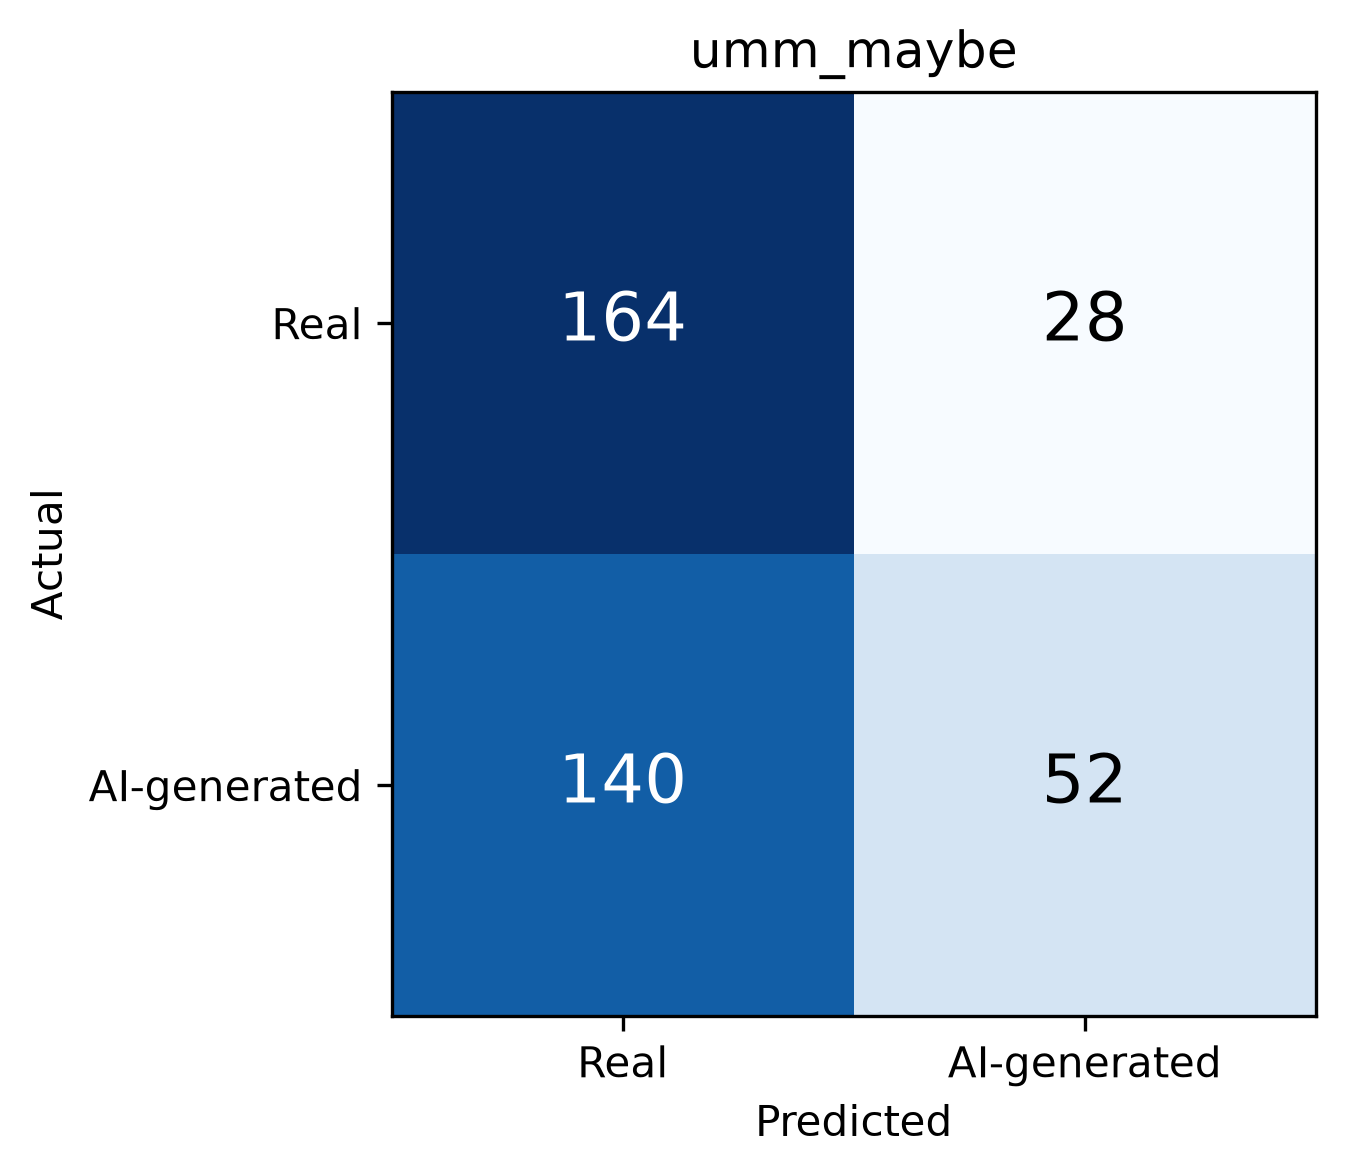 umm_maybe
Actual
Real
164
28
AI-generated
140
52
Real
AI-generated
Predicted